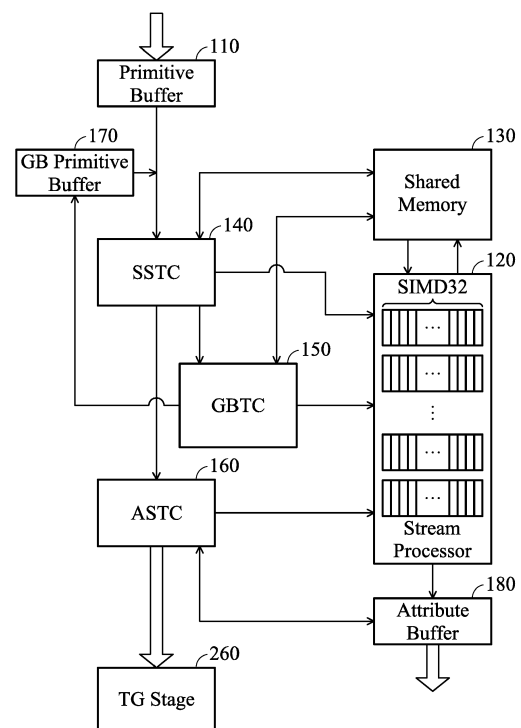 110
Primitive
Buffer
170
GB Primitive
Buffer
130
Shared
Memory
140
SSTC
120
SIMD32
...
...
...
...
...
Stream
Processor
150
GBTC
160
ASTC
180
Attribute
Buffer
260
TG Stage